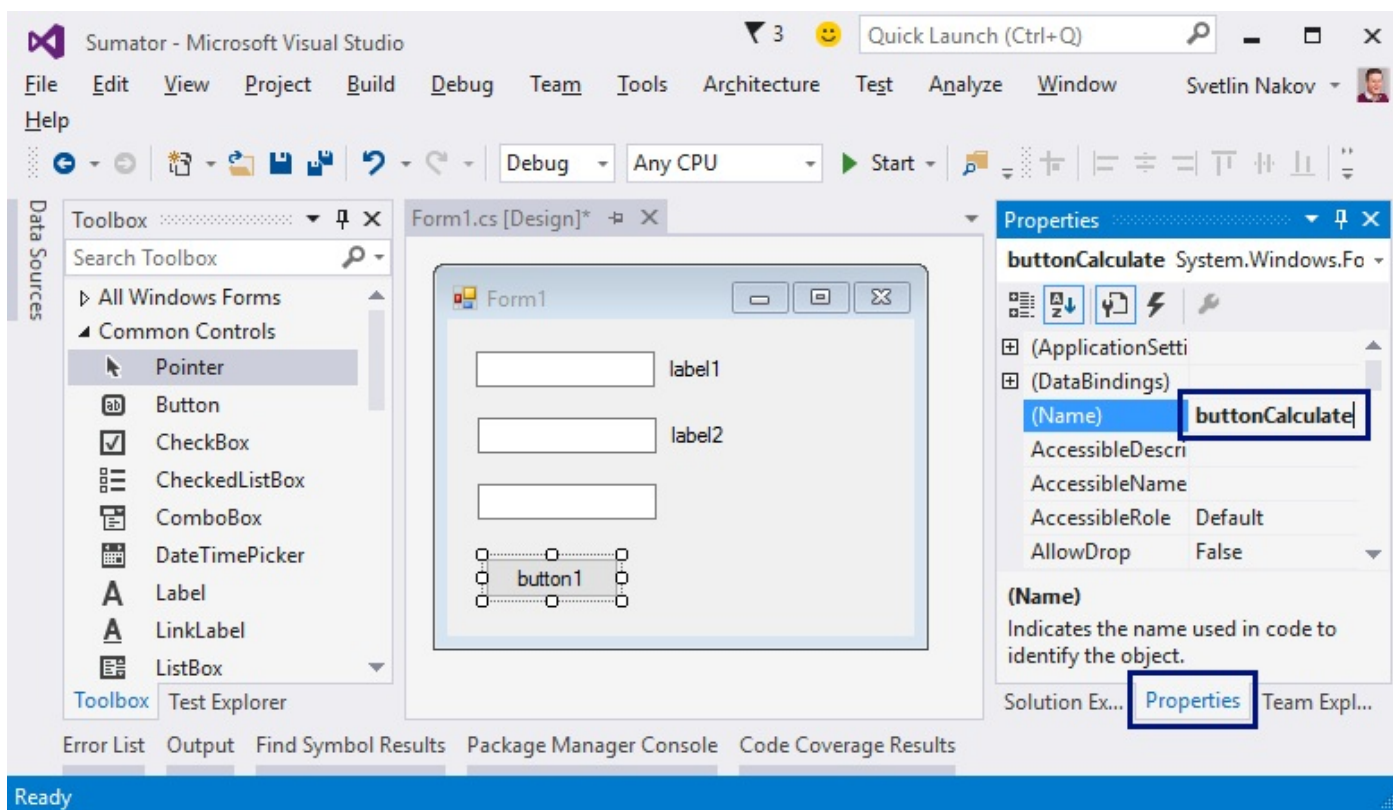 Sumator - Microsoft Visual Studio
3
Quick Launch (Ctrl+Q)
File Edit View Project Build Debug Team Tools Architecture Test Analyze Window Svetlin Nakov
Help
Debug Any CPU Start
Data Sources
Toolbox
Search Toolbox
All Windows Forms
Common Controls
Pointer
Button
CheckBox
CheckedListBox
ComboBox
DateTimePicker
Label
LinkLabel
ListBox
Toolbox Test Explorer
Form1.cs [Design]*
Form1
label1
label2
button1
Properties
buttonCalculate System.Windows.Fo
(ApplicationSetti
(DataBindings)
(Name) buttonCalculate
AccessibleDescri
AccessibleName
AccessibleRole Default
AllowDrop False
(Name)
Indicates the name used in code to
identify the object.
Solution Ex... Properties Team Expl...
Error List Output Find Symbol Results Package Manager Console Code Coverage Results
Ready